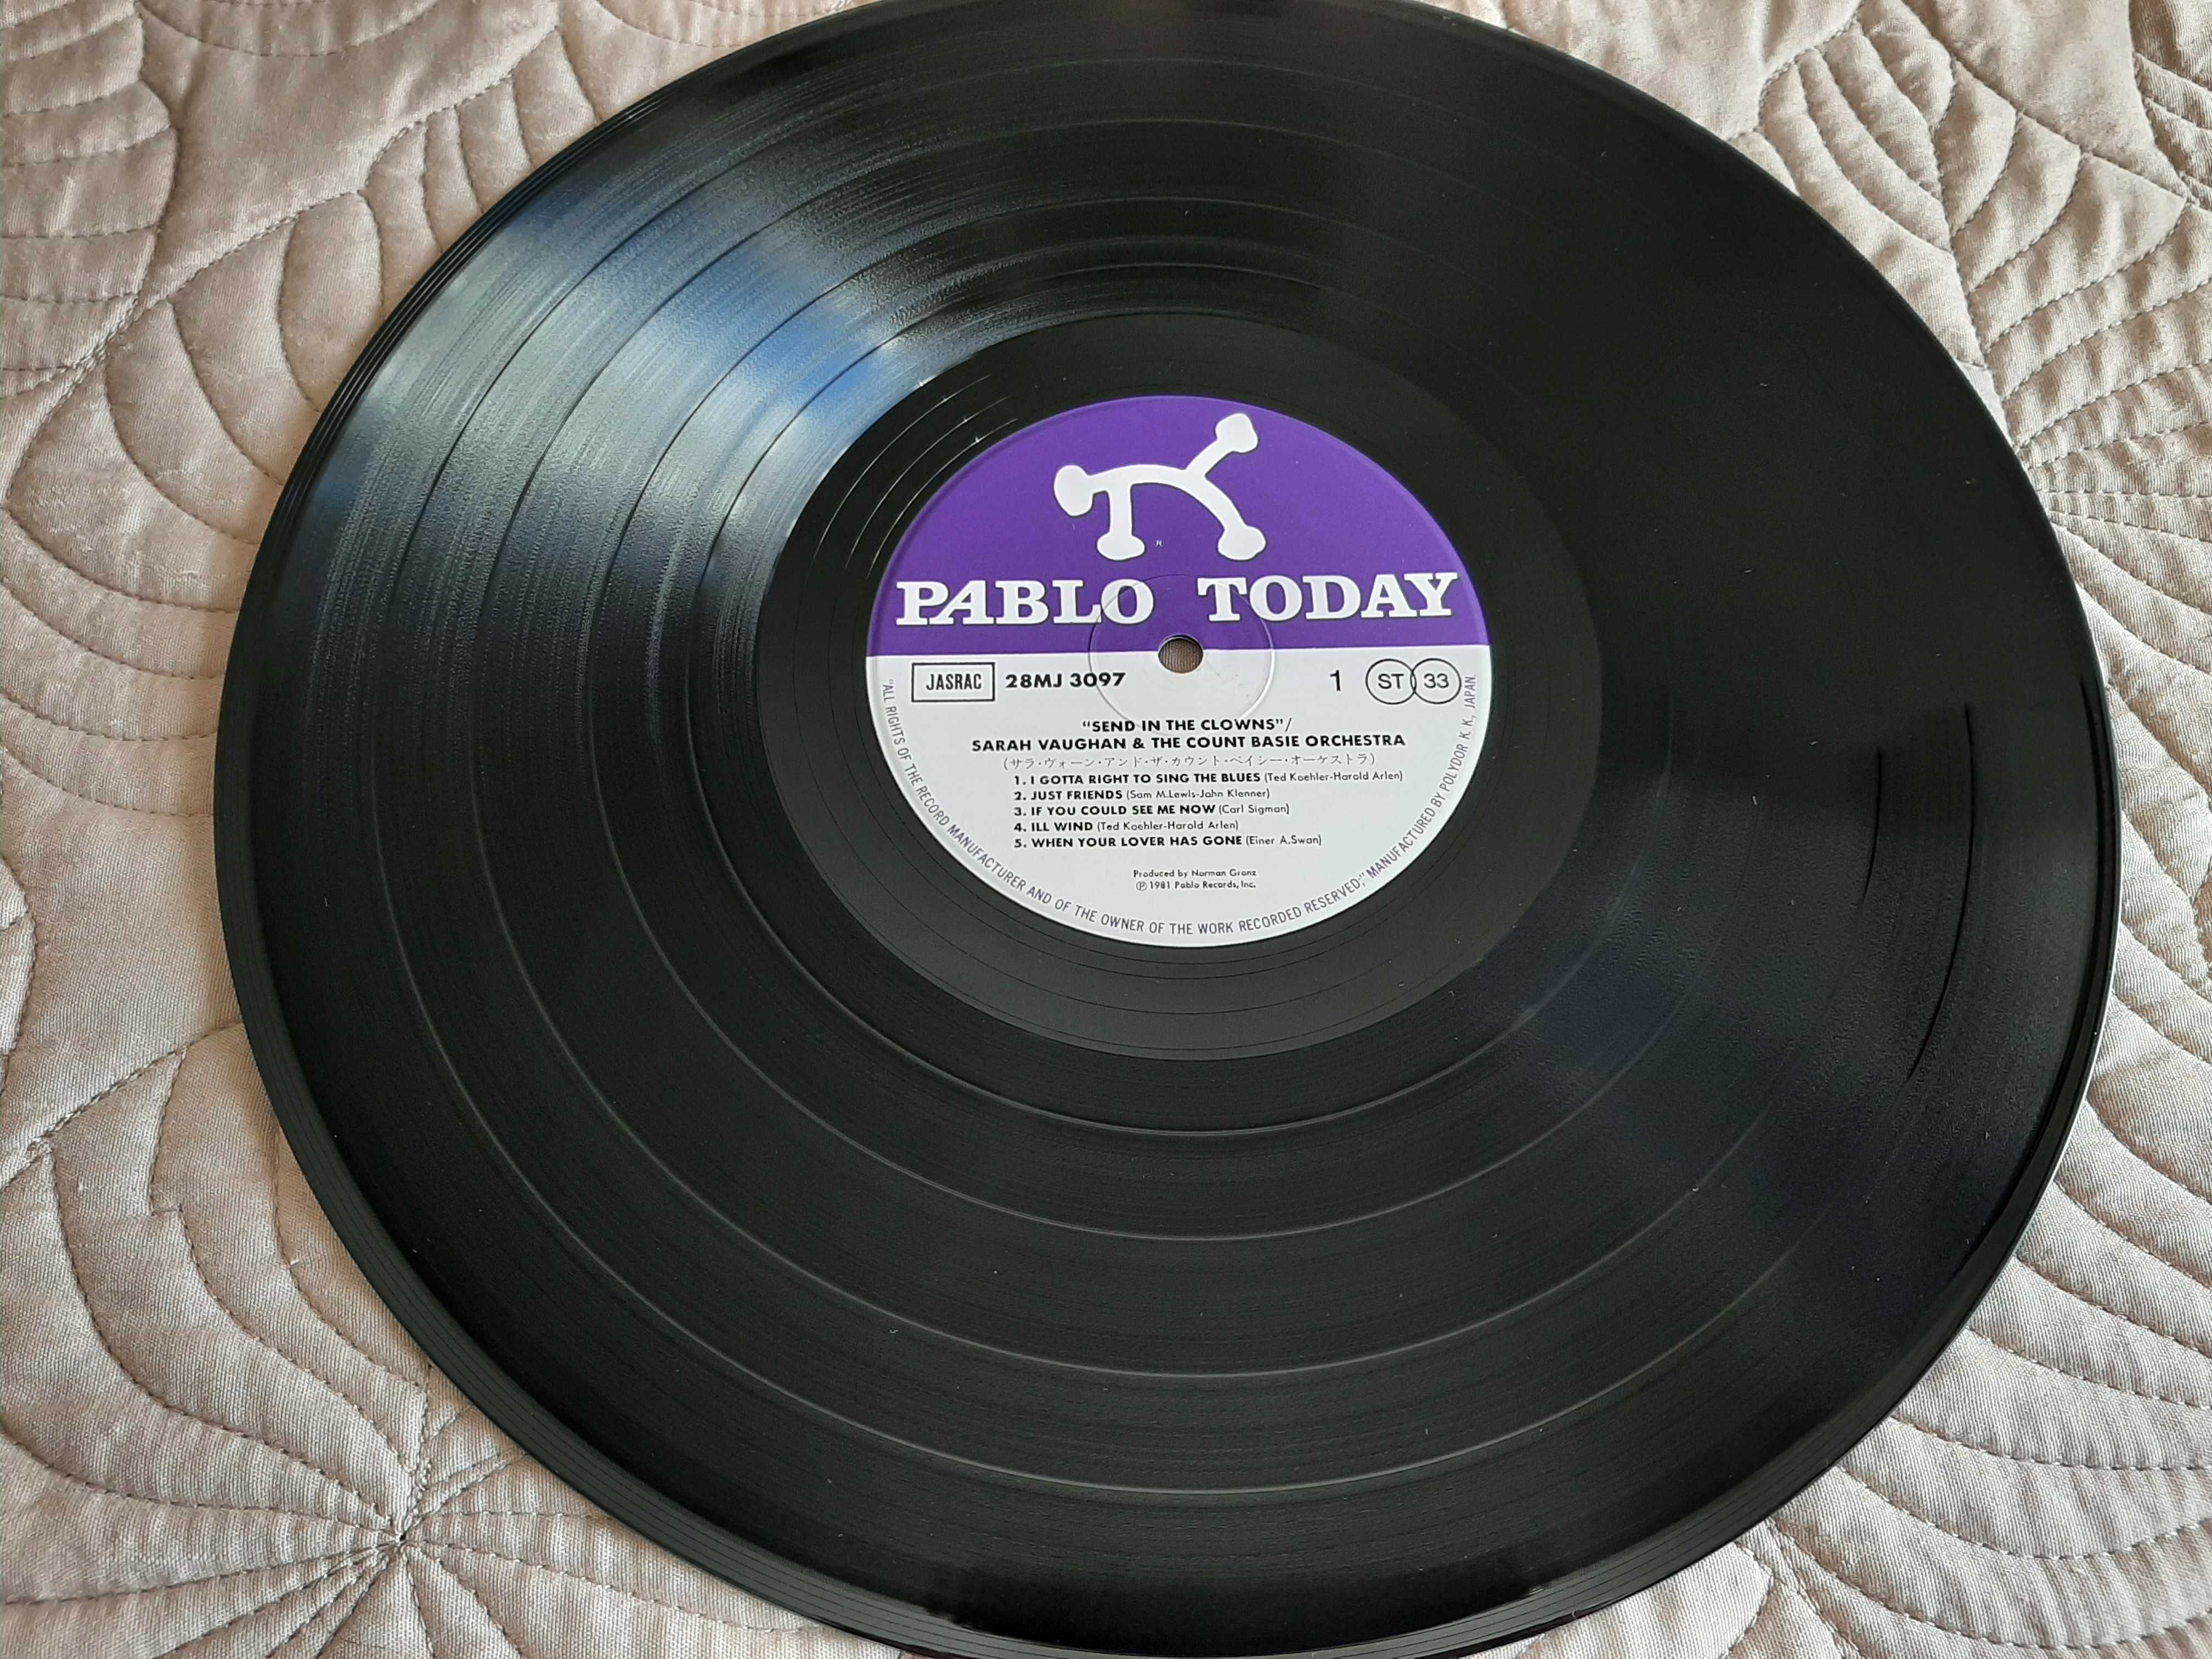 PABLO TODAY
JASRAC 28MJ 3097 1 ST 33
"SEND IN THE CLOWNS"/
SARAH VAUGHAN & THE COUNT BASIE ORCHESTRA
(サラ・ヴォーン・アンド・ザ・カウント・ベイシー・オーケストラ)
1. I GOTTA RIGHT TO SING THE BLUES (Ted Koehler-Harold Arlen)
2. JUST FRIENDS (Sam M.Lewis-John Klenner)
3. IF YOU COULD SEE ME NOW (Carl Sigman)
4. ILL WIND (Ted Koehler-Harold Arlen)
5. WHEN YOUR LOVER HAS GONE (Einer A.Swan)
Produced by Norman Granz
Ⓟ 1981 Pablo Records, Inc.
"ALL RIGHTS OF THE RECORD MANUFACTURER AND OF THE OWNER OF THE WORK RECORDED RESERVED," MANUFACTURED BY POLYDOR K.K., JAPAN.